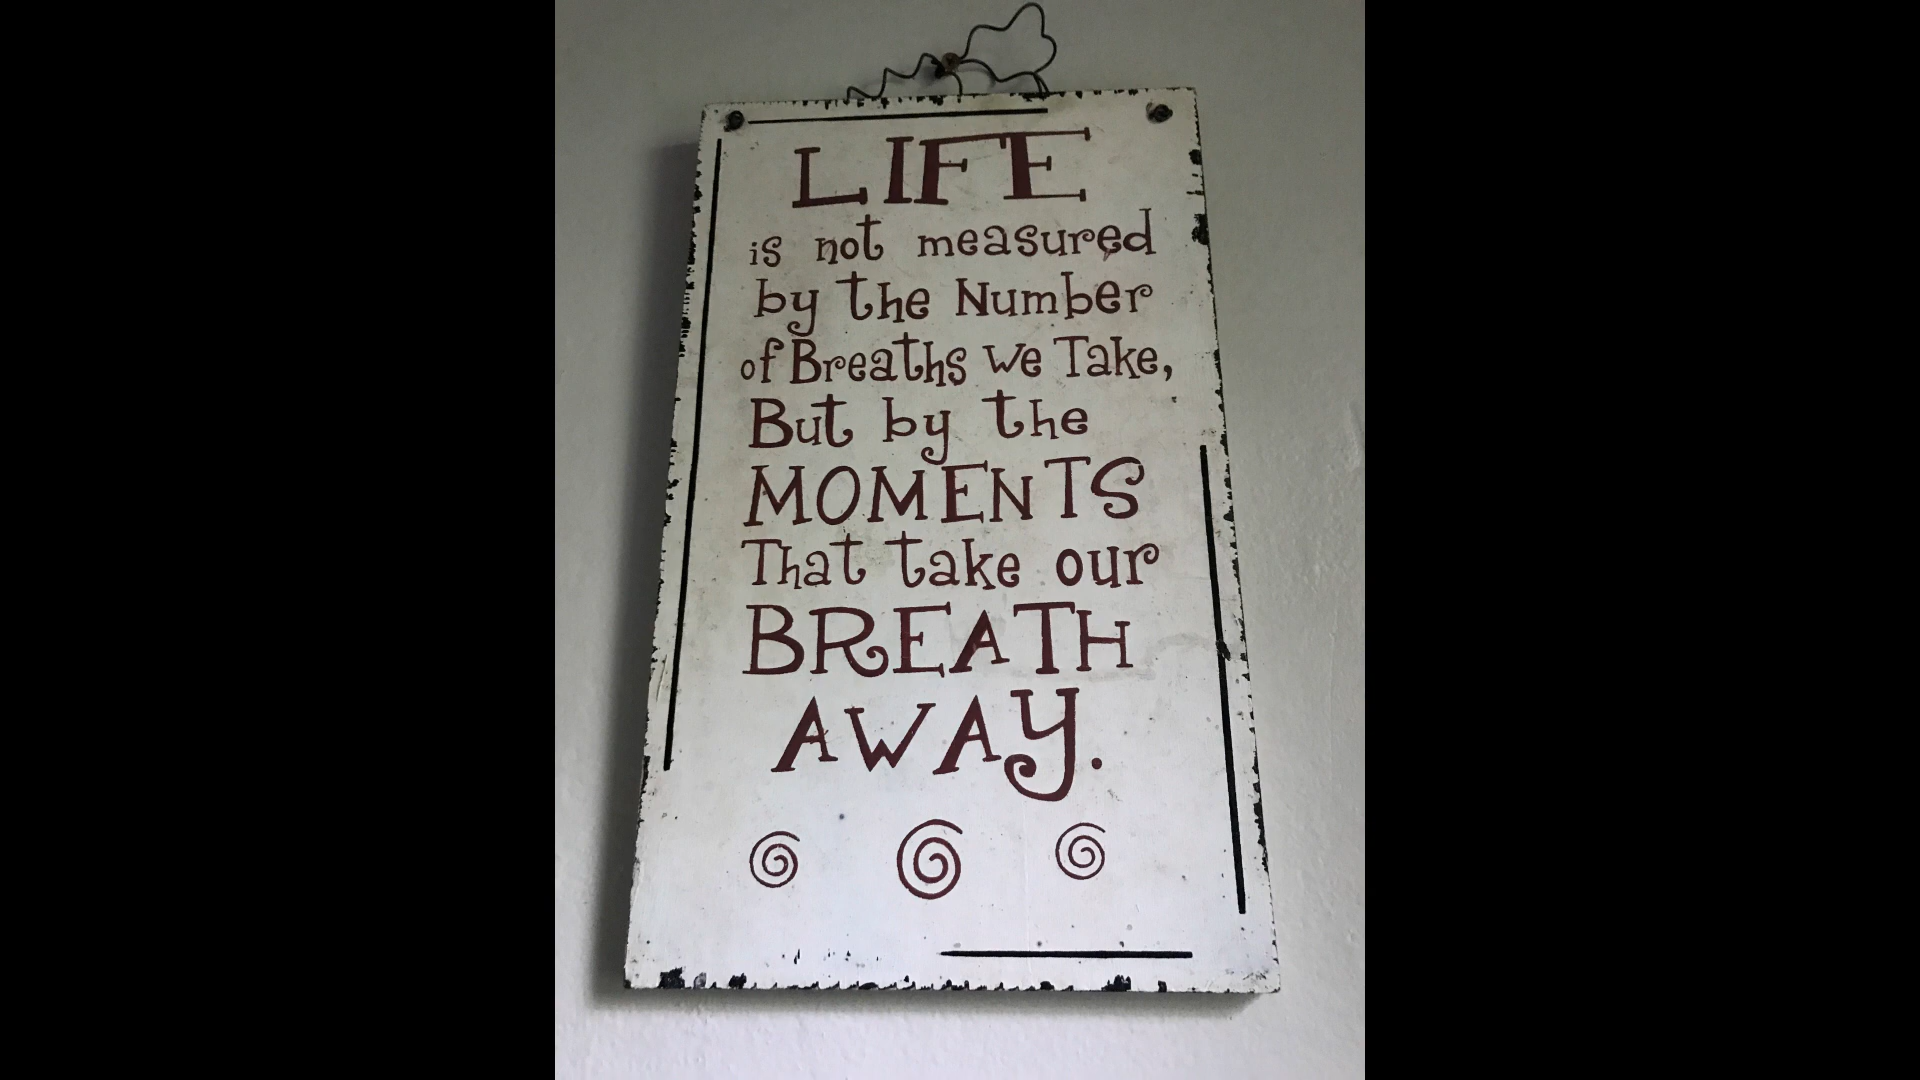 LIFE
is not measured
by the Number
of Breaths we Take,
But by the
MOMENTS
That take our
BREATH
AWAY.